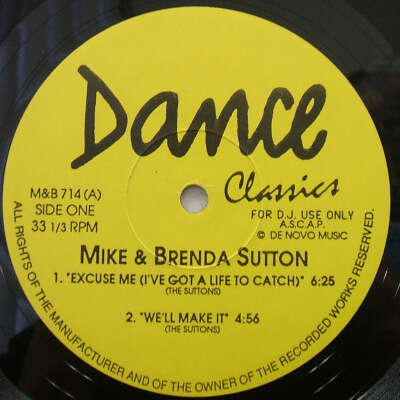 Dance
Classics
M&B 714 (A)
SIDE ONE
33 1/3 RPM
FOR D.J. USE ONLY
A.S.C.A.P.
© DE NOVO MUSIC
MIKE & BRENDA SUTTON
1. "EXCUSE ME (I'VE GOT A LIFE TO CATCH)" 6:25
(THE SUTTONS)
2. "WE'LL MAKE IT" 4:56
(THE SUTTONS)
ALL RIGHTS OF THE MANUFACTURER AND OF THE OWNER OF THE RECORDED WORKS RESERVED.